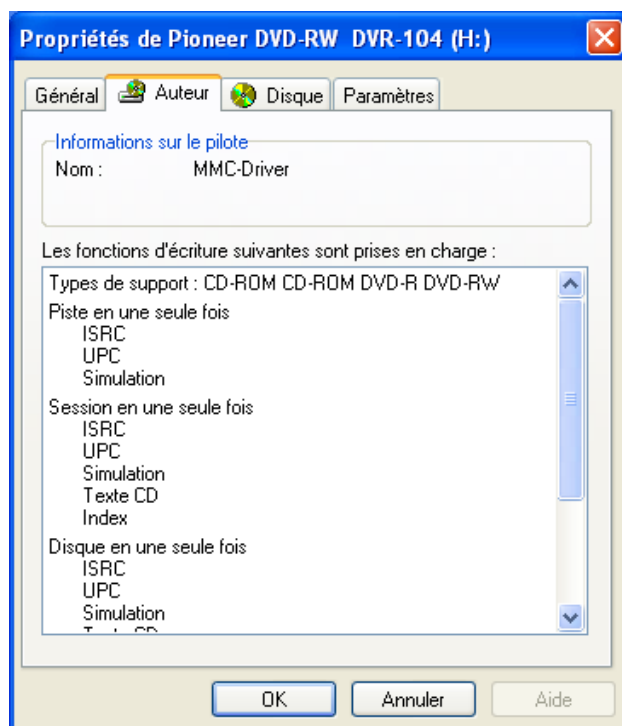 Propriétés de Pioneer DVD-RW DVR-104 (H:)
Général Auteur Disque Paramètres
Informations sur le pilote
Nom : MMC-Driver
Les fonctions d'écriture suivantes sont prises en charge :
Types de support : CD-ROM CD-ROM DVD-R DVD-RW
Piste en une seule fois
ISRC
UPC
Simulation
Session en une seule fois
ISRC
UPC
Simulation
Texte CD
Index
Disque en une seule fois
ISRC
UPC
Simulation
OK Annuler Aide